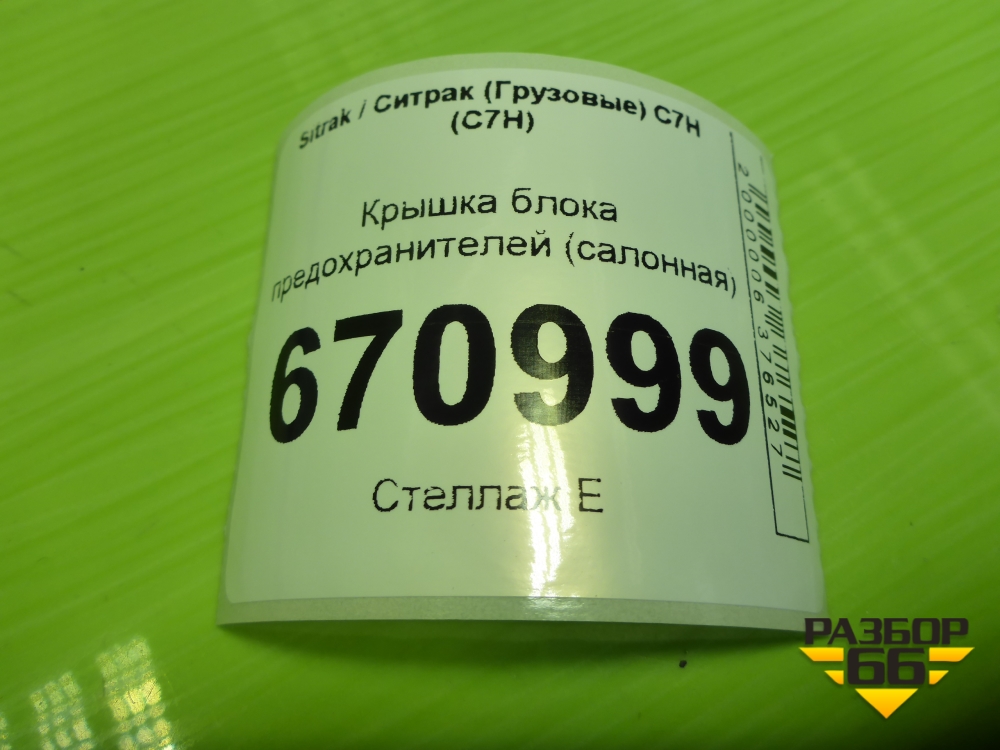 Sitrak / Ситрак (Грузовые) C7H
(C7H)
Крышка блока
предохранителей (салонная)
670999
Стеллаж Е
2000006376527
РАЗБОР
66